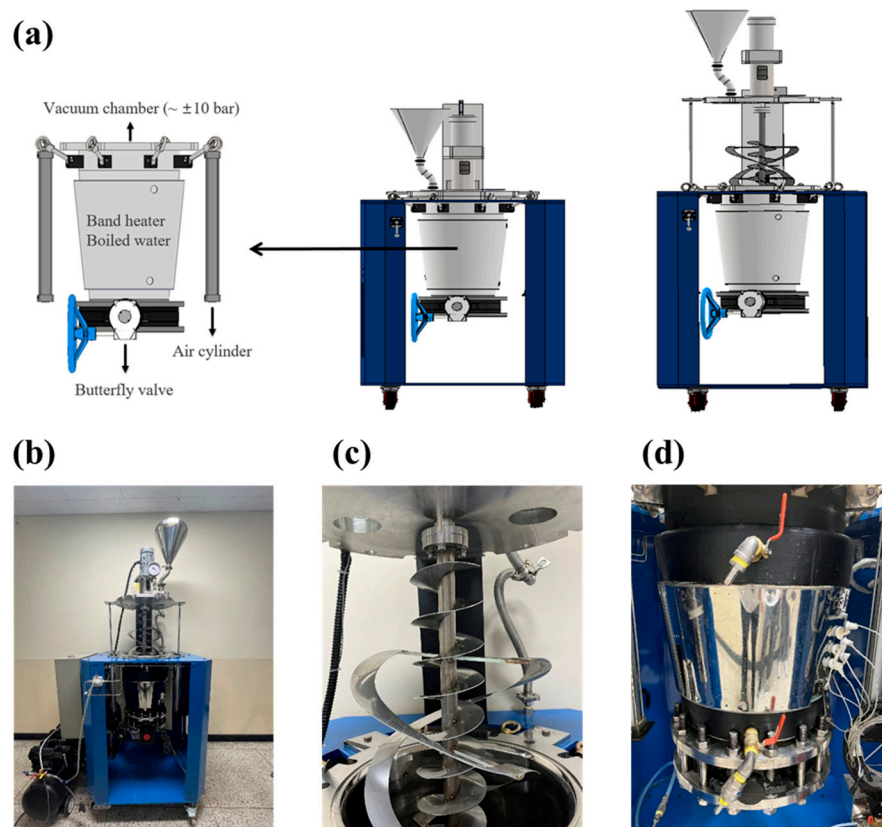 (a)
Vacuum chamber (~ ±10 bar)
Band heater
Boiled water
Air cylinder
Butterfly valve
(b)
(c)
(d)